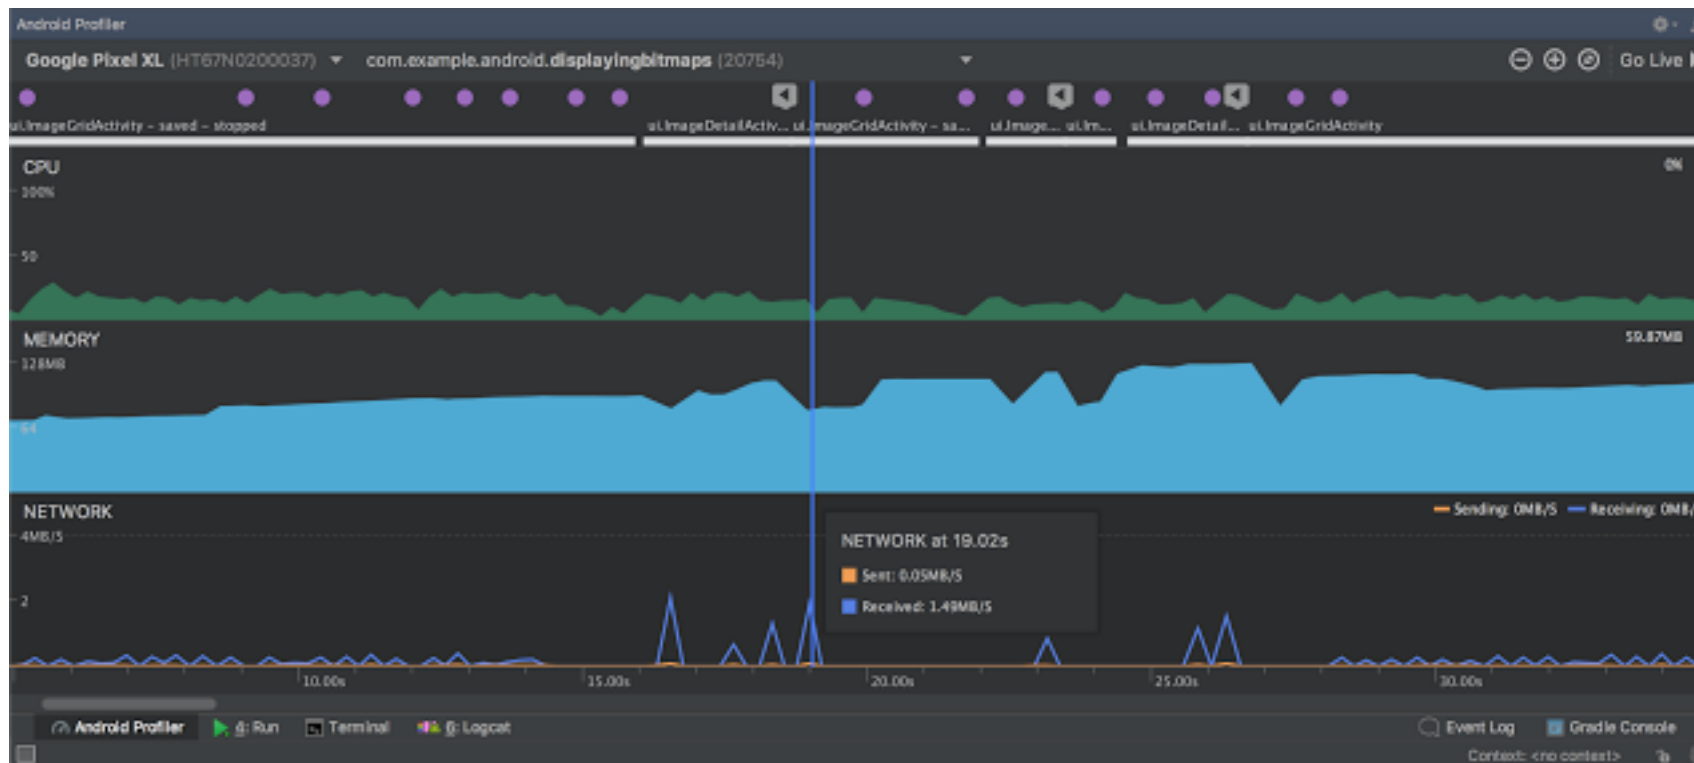 Android Profiler
Google Pixel XL (HT67N0200037) com.example.android.displayingbitmaps (20754) Go Live
ui.ImageGridActivity - saved - stopped ui.ImageDetailActiv... ui.ImageGridActivity - sa... ui.Image... ui.Im... ui.ImageDetail... ui.ImageGridActivity
CPU 0%
100%
50
MEMORY 59.87MB
128MB
64
NETWORK Sending: 0MB/S Receiving: 0MB/
4MB/S
NETWORK at 19.02s
Sent: 0.05MB/S
2
Received: 1.49MB/S
10.00s 15.00s 20.00s 25.00s 30.00s
Android Profiler 4: Run Terminal 6: Logcat Event Log Gradle Console
Context: <no context>